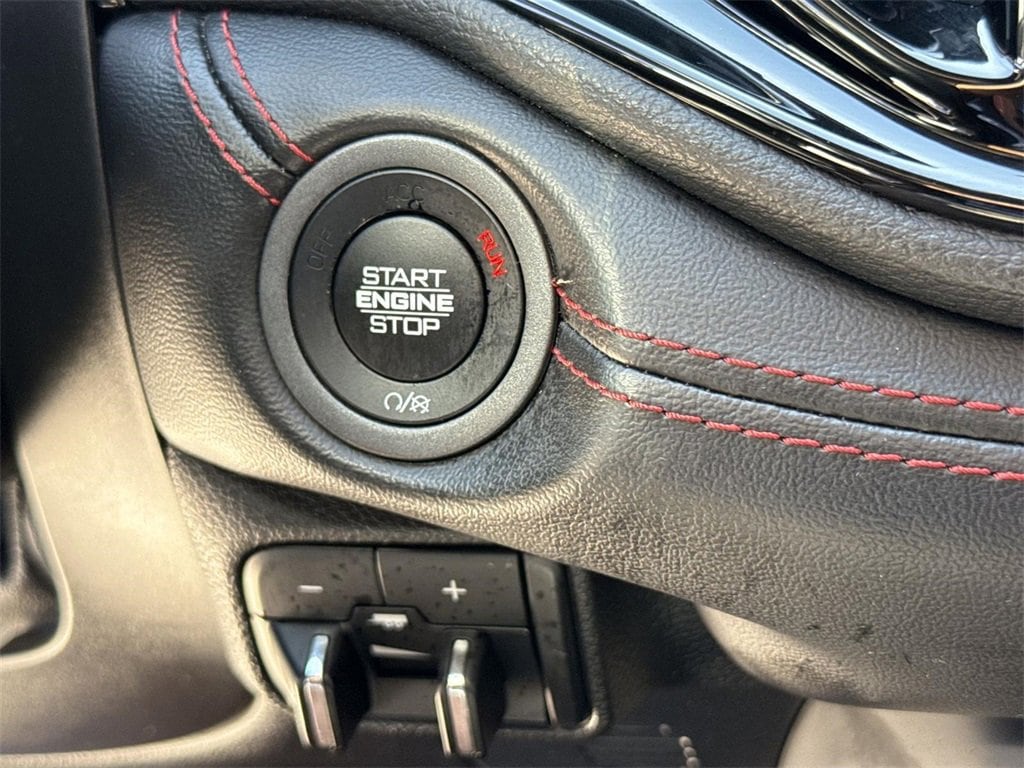 ACC
OFF
RUN
START
ENGINE
STOP
- +